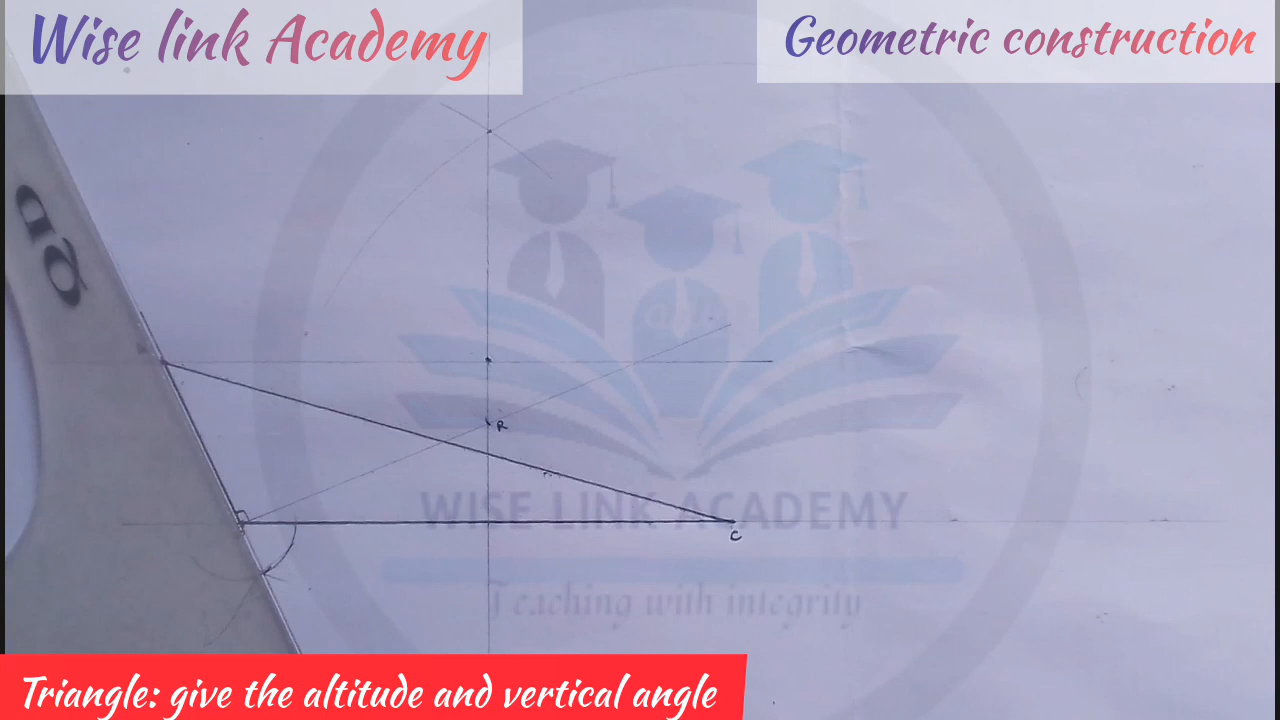 Wise link Academy
Geometric construction
R
C
WISE LINK ACADEMY
Teaching with integrity
Triangle: give the altitude and vertical angle